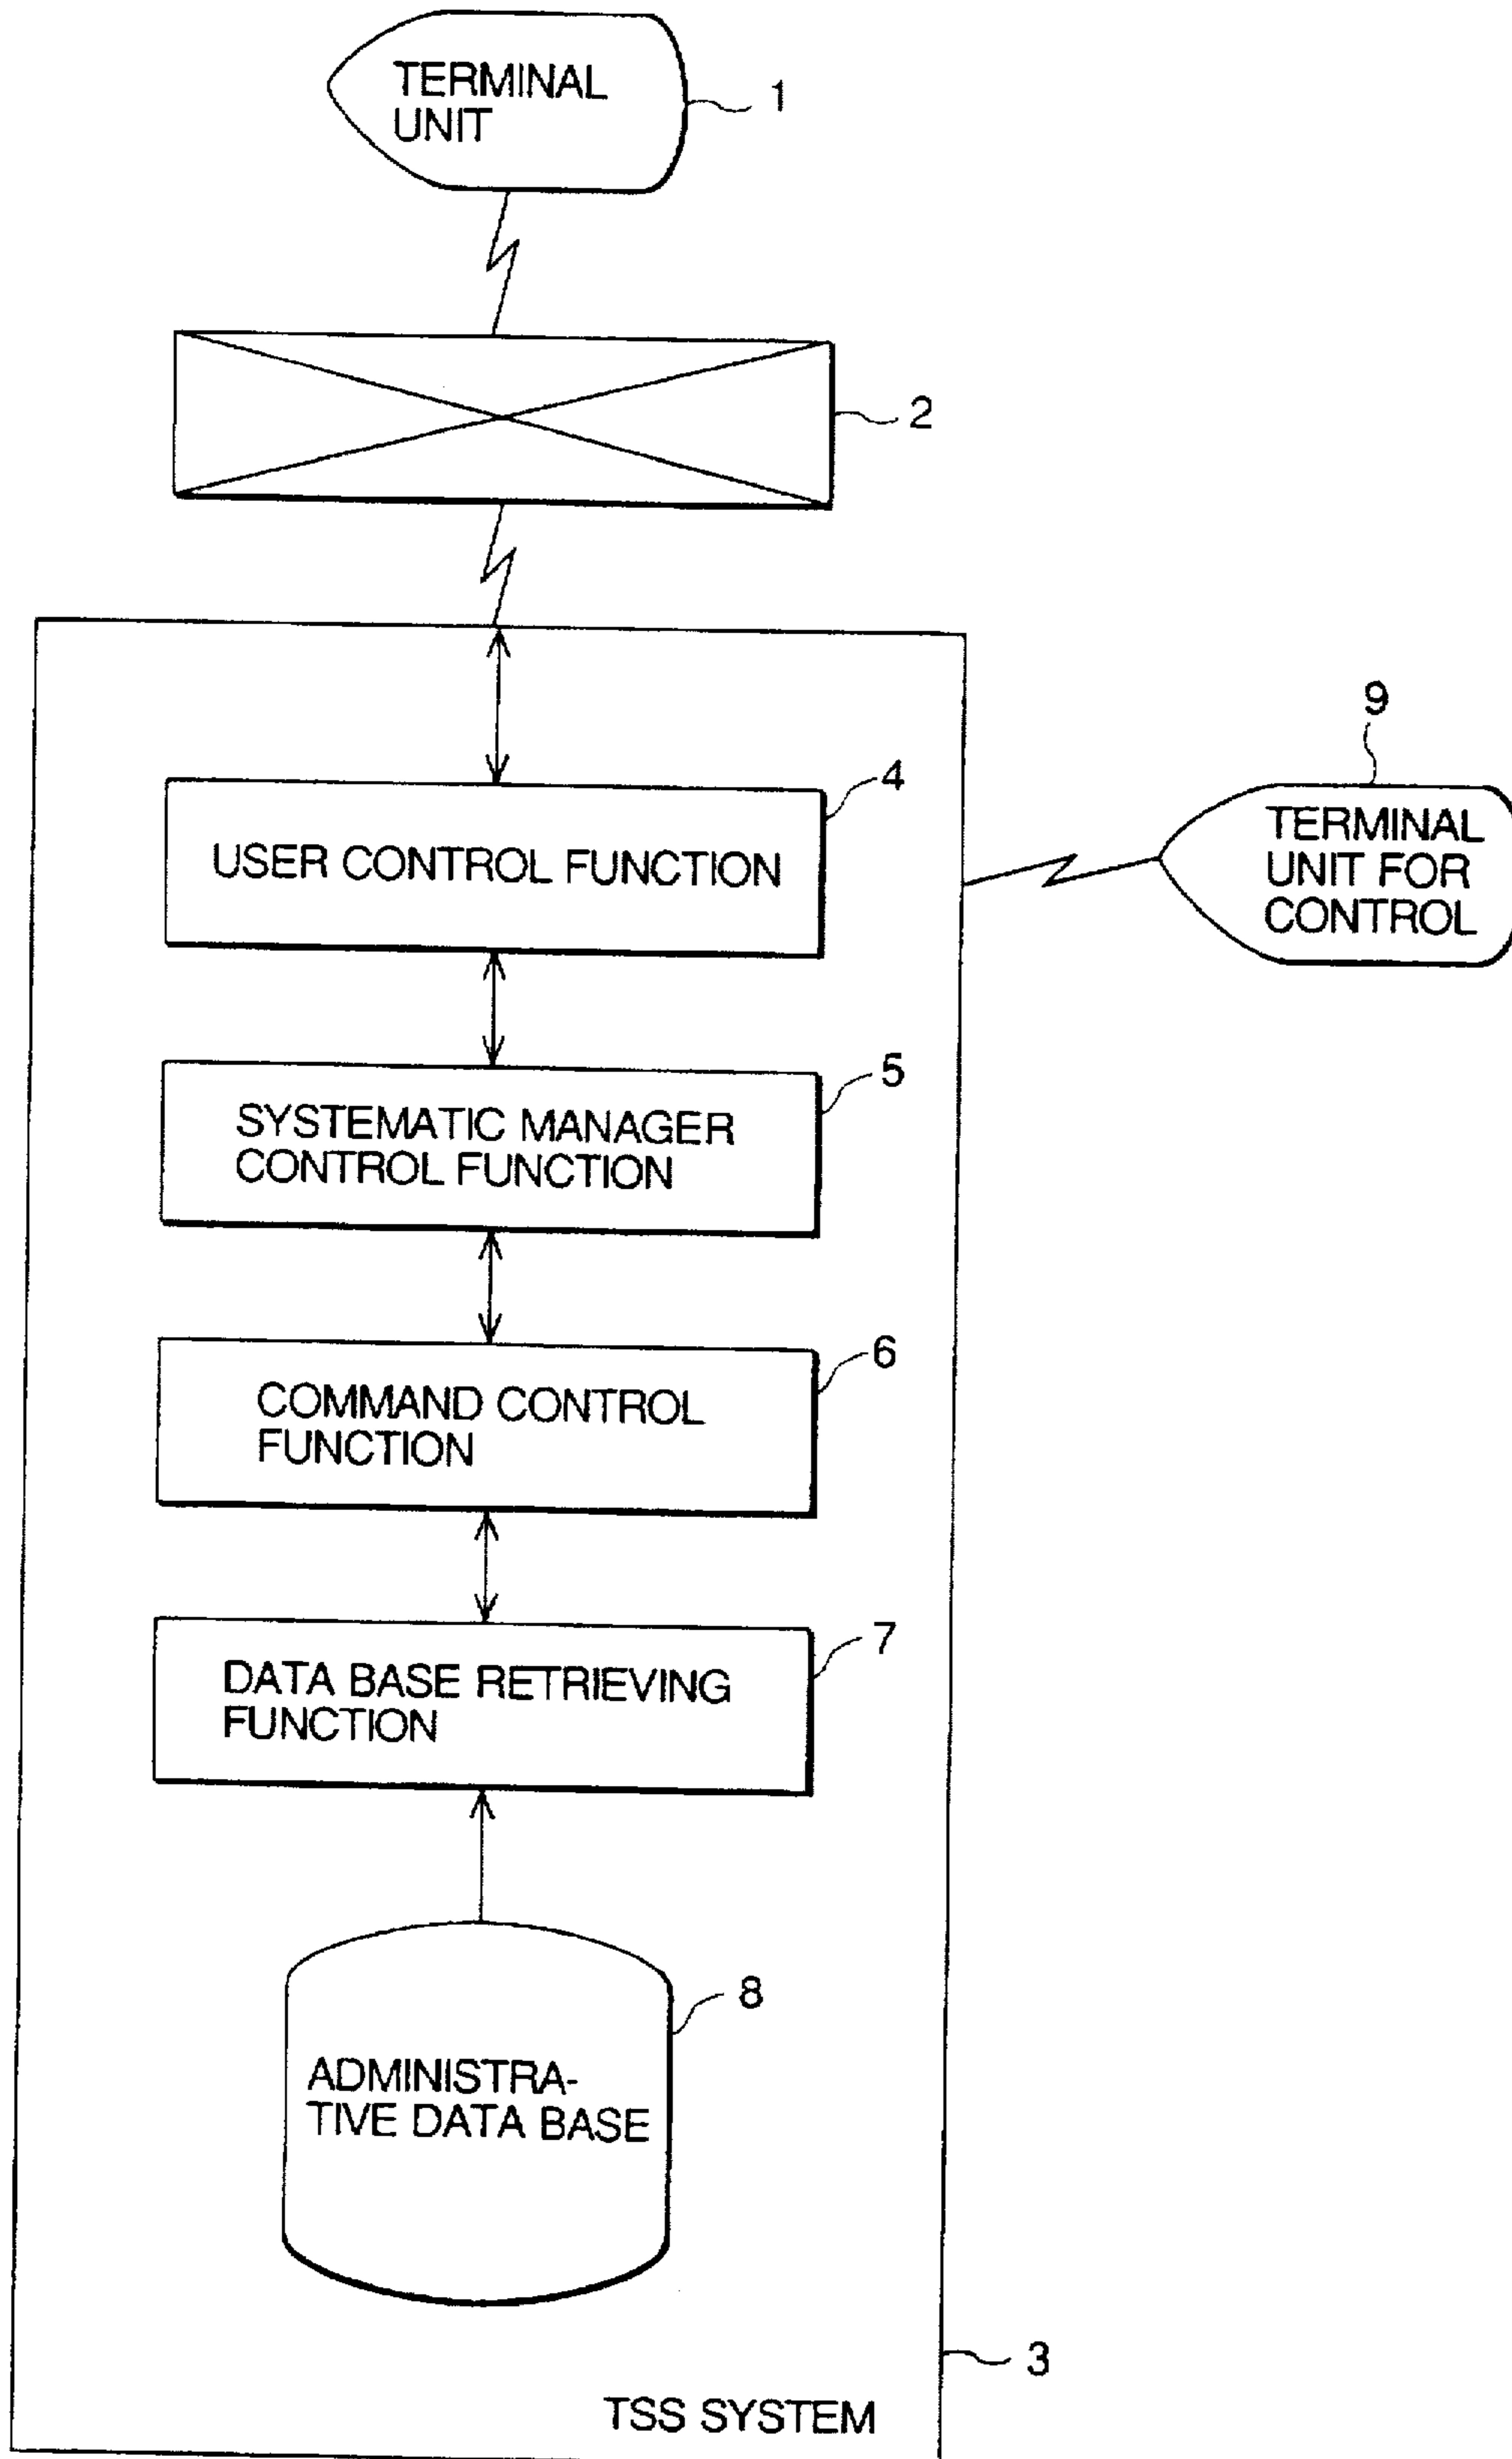 TERMINAL
UNIT
1
2
9
4
TERMINAL
UNIT FOR
CONTROL
USER CONTROL FUNCTION
5
SYSTEMATIC MANAGER
CONTROL FUNCTION
6
COMMAND CONTROL
FUNCTION
7
DATA BASE RETRIEVING
FUNCTION
8
ADMINISTRA-
TIVE DATA BASE
3
TSS SYSTEM